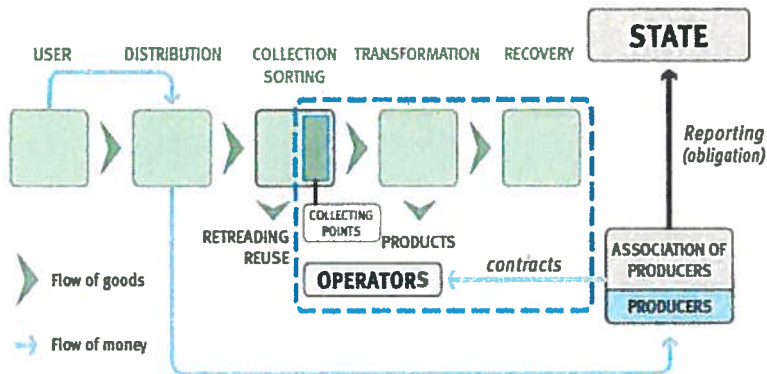 STATE
USER
DISTRIBUTION
COLLECTION
SORTING
TRANSFORMATION
RECOVERY
Reporting
(obligation)
COLLECTING
POINTS
RETREADING
REUSE
PRODUCTS
ASSOCIATION OF
PRODUCERS
contracts
OPERATORS
Flow of goods
PRODUCERS
Flow of money